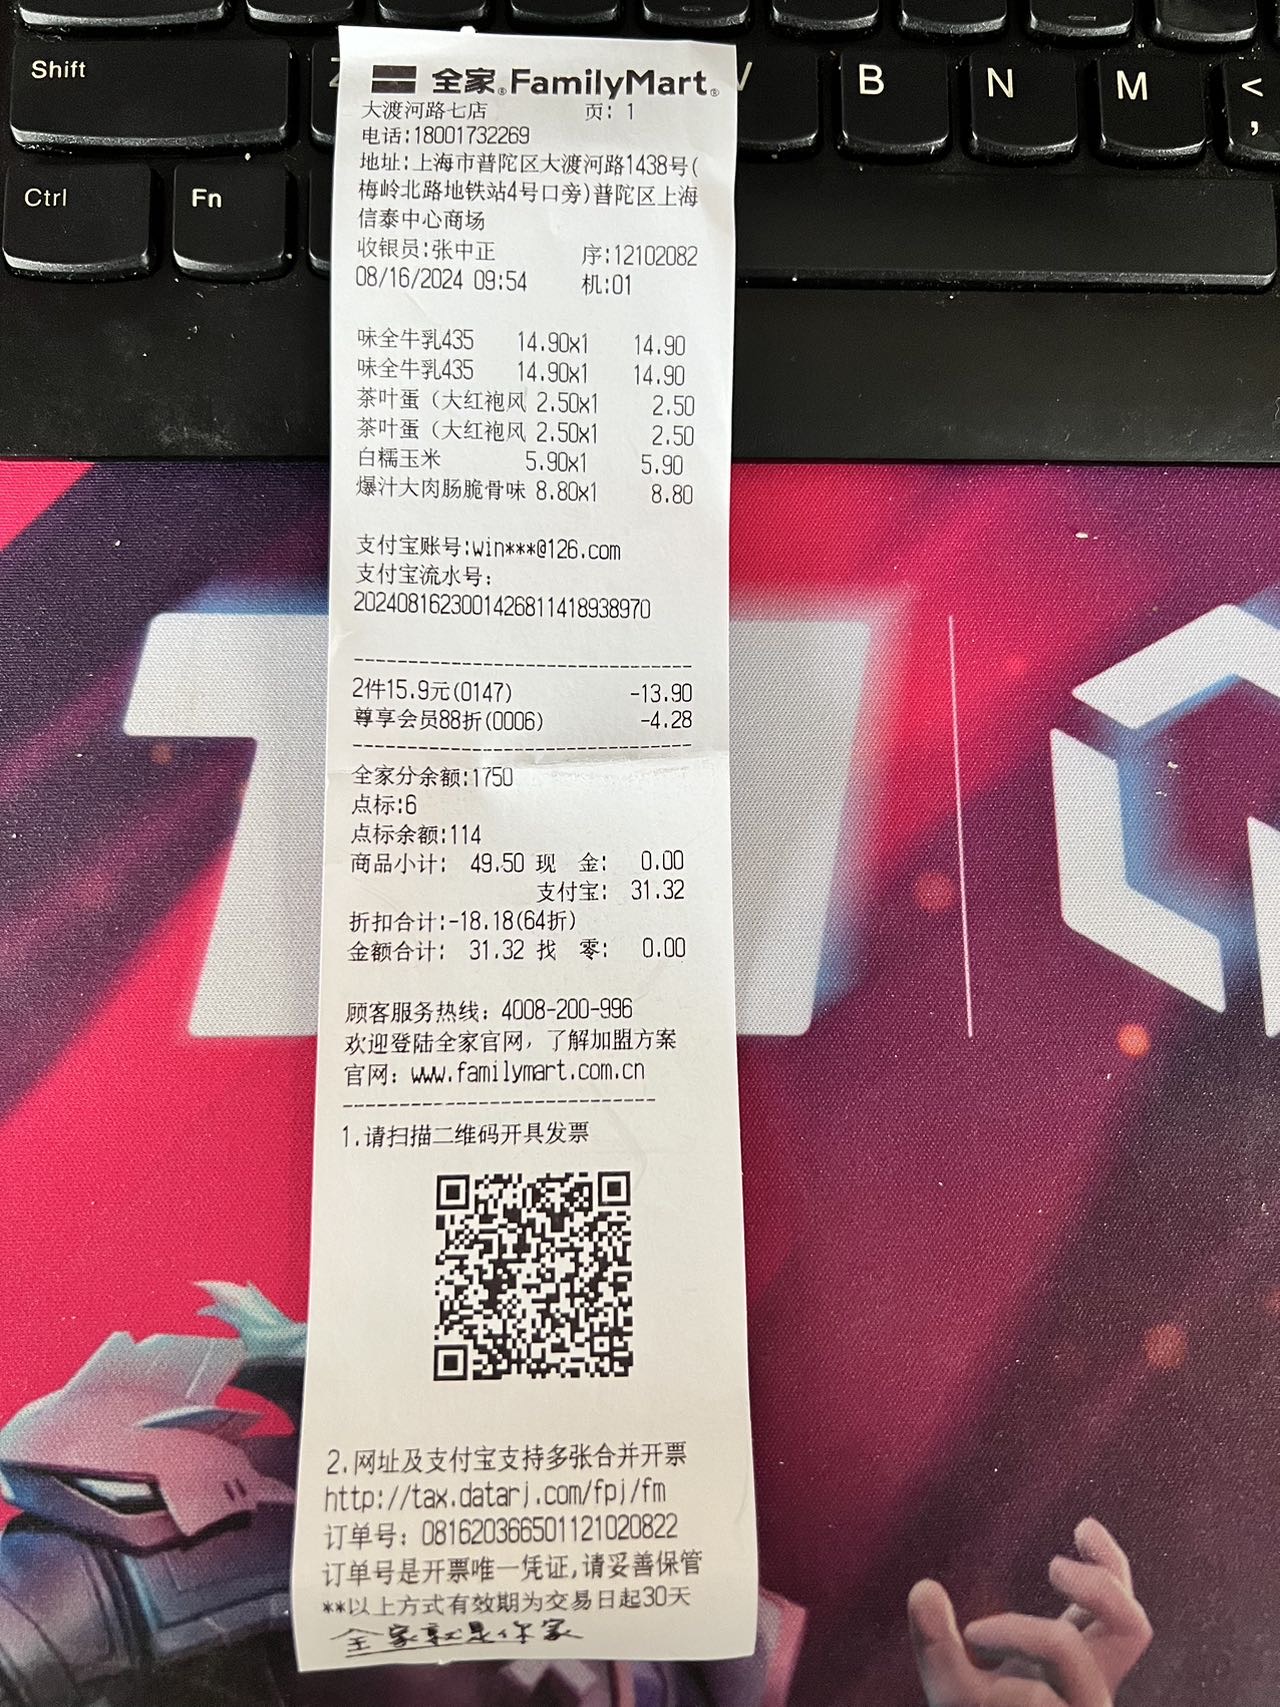 Shift
Z
V
B
N
M
<
,
Ctrl
Fn
全家®FamilyMart®
大渡河路七店 页: 1
电话:18001732269
地址:上海市普陀区大渡河路1438号(
梅岭北路地铁站4号口旁)普陀区上海
信泰中心商场
收银员:张中正 序:12102082
08/16/2024 09:54 机:01
味全牛乳435 14.90x1 14.90
味全牛乳435 14.90x1 14.90
茶叶蛋（大红袍风 2.50x1 2.50
茶叶蛋（大红袍风 2.50x1 2.50
白糯玉米 5.90x1 5.90
爆汁大肉肠脆骨味 8.80x1 8.80
支付宝账号:win***@126.com
支付宝流水号:
2024081623001426811418938970
------------------------------
2件15.9元(0147) -13.90
尊享会员88折(0006) -4.28
------------------------------
全家分余额:1750
点标:6
点标余额:114
商品小计: 49.50 现 金: 0.00
支付宝: 31.32
折扣合计:-18.18(64折)
金额合计: 31.32 找 零: 0.00
顾客服务热线: 4008-200-996
欢迎登陆全家官网，了解加盟方案
官网: www.familymart.com.cn
----------------------------
1.请扫描二维码开具发票
2.网址及支付宝支持多张合并开票
http://tax.datarj.com/fpj/fm
订单号: 081620366501121020822
订单号是开票唯一凭证,请妥善保管
**以上方式有效期为交易日起30天
全家就是你家